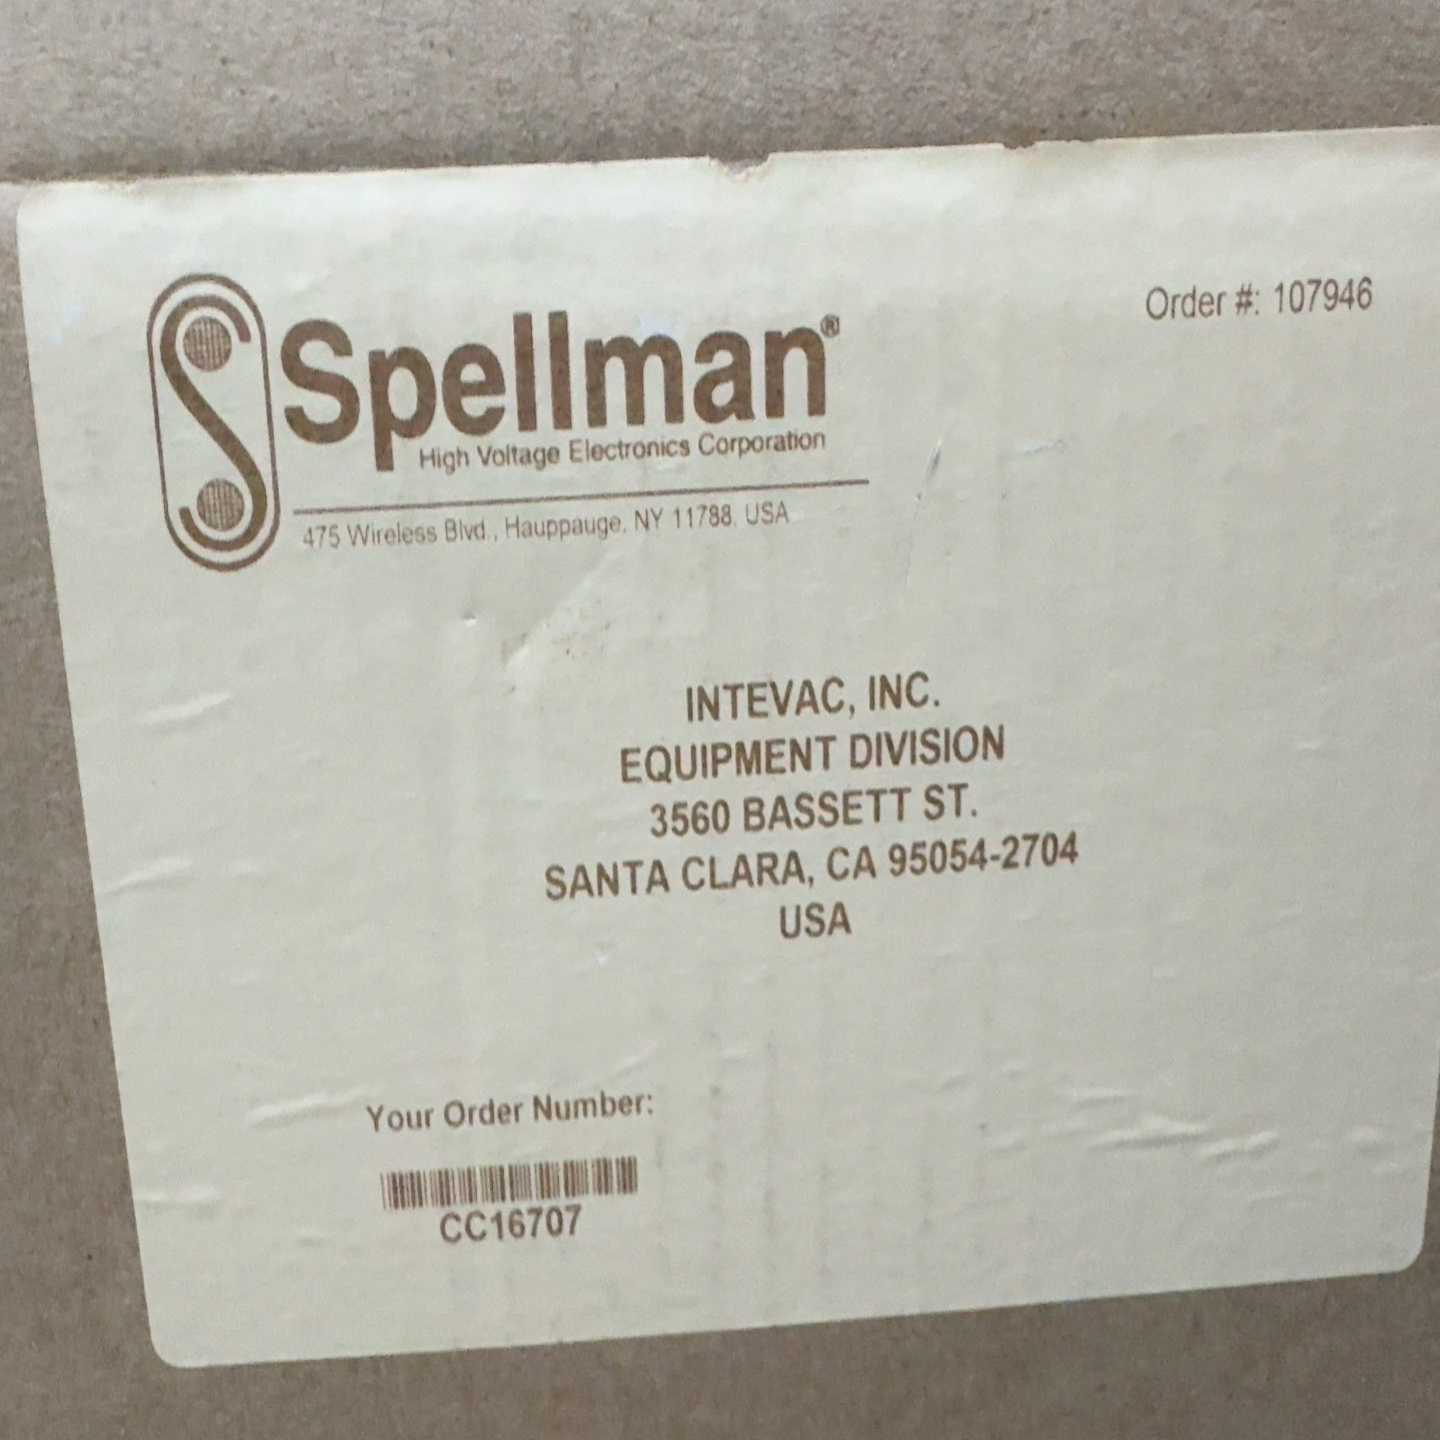 Spellman®
High Voltage Electronics Corporation
475 Wireless Blvd., Hauppauge, NY 11788, USA
Order #: 107946
INTEVAC, INC.
EQUIPMENT DIVISION
3560 BASSETT ST.
SANTA CLARA, CA 95054-2704
USA
Your Order Number:
CC16707